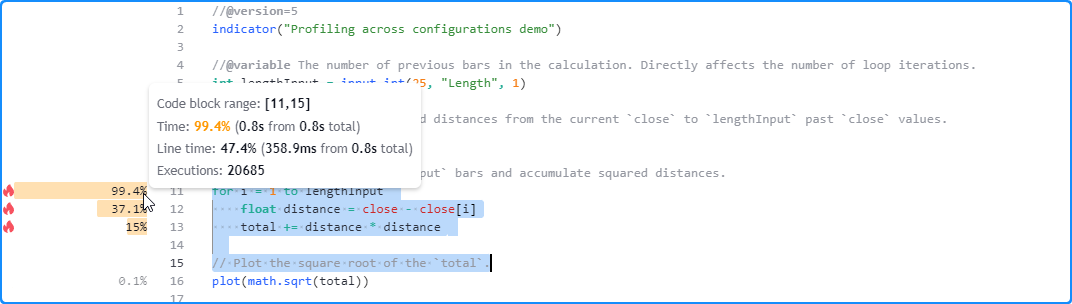 1 //@version=5
2 indicator("Profiling across configurations demo")
3
4 //@variable The number of previous bars in the calculation. Directly affects the number of loop iterations.
5 int lengthInput = input.int(25, "Length", 1)
Code block range: [11,15]
Time: 99.4% (0.8s from 0.8s total)
Line time: 47.4% (358.9ms from 0.8s total)
Executions: 20685
distances from the current `close` to `lengthInput` past `close` values.
bars and accumulate squared distances.
99.4% 11 for i = 1 to lengthInput
37.1% 12 float distance = close - close[i]
15% 13 total += distance * distance
14
15 // Plot the square root of the `total`.
0.1% 16 plot(math.sqrt(total))
17